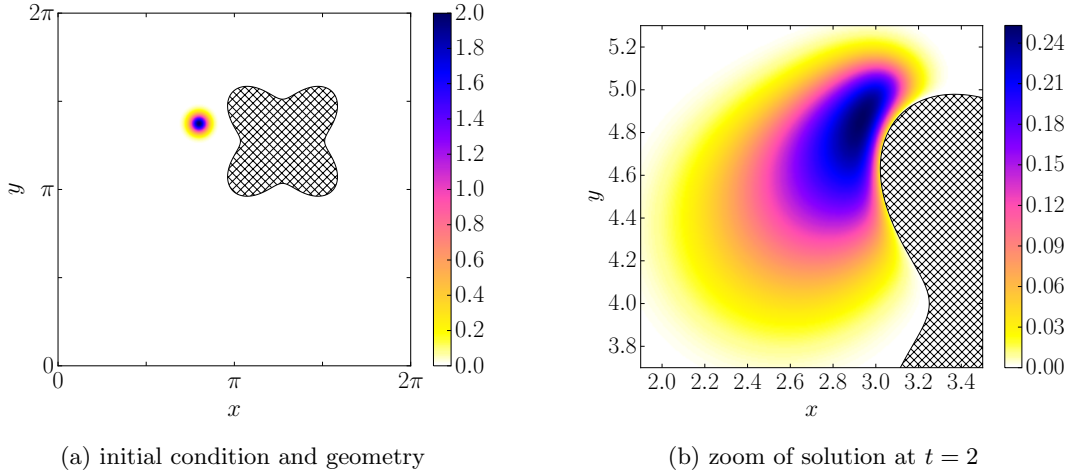 2π
π
0
y
0
π
2π
x
2.0
1.8
1.6
1.4
1.2
1.0
0.8
0.6
0.4
0.2
0.0
(a) initial condition and geometry
5.2
5.0
4.8
4.6
4.4
4.2
4.0
3.8
y
2.0 2.2 2.4 2.6 2.8 3.0 3.2 3.4
x
0.24
0.21
0.18
0.15
0.12
0.09
0.06
0.03
0.00
(b) zoom of solution at t = 2